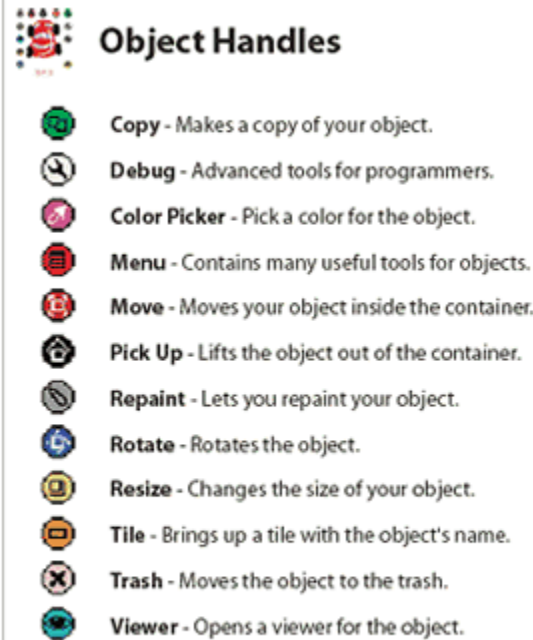 Object Handles
Copy - Makes a copy of your object.
Debug - Advanced tools for programmers.
Color Picker - Pick a color for the object.
Menu - Contains many useful tools for objects.
Move - Moves your object inside the container.
Pick Up - Lifts the object out of the container.
Repaint - Lets you repaint your object.
Rotate - Rotates the object.
Resize - Changes the size of your object.
Tile - Brings up a tile with the object's name.
Trash - Moves the object to the trash.
Viewer - Opens a viewer for the object.